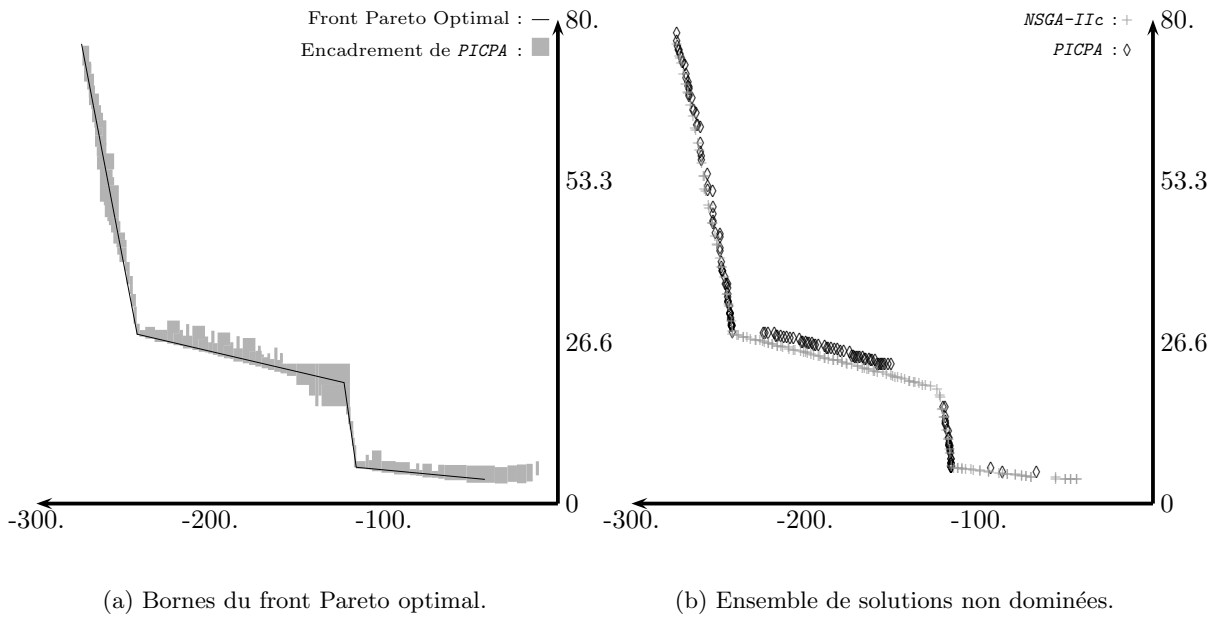 Front Pareto Optimal : —
Encadrement de PICPA :
80.
53.3
26.6
0
-300.
-200.
-100.
(a) Bornes du front Pareto optimal.
NSGA-IIc : +
PICPA : ◊
80.
53.3
26.6
0
-300.
-200.
-100.
(b) Ensemble de solutions non dominées.